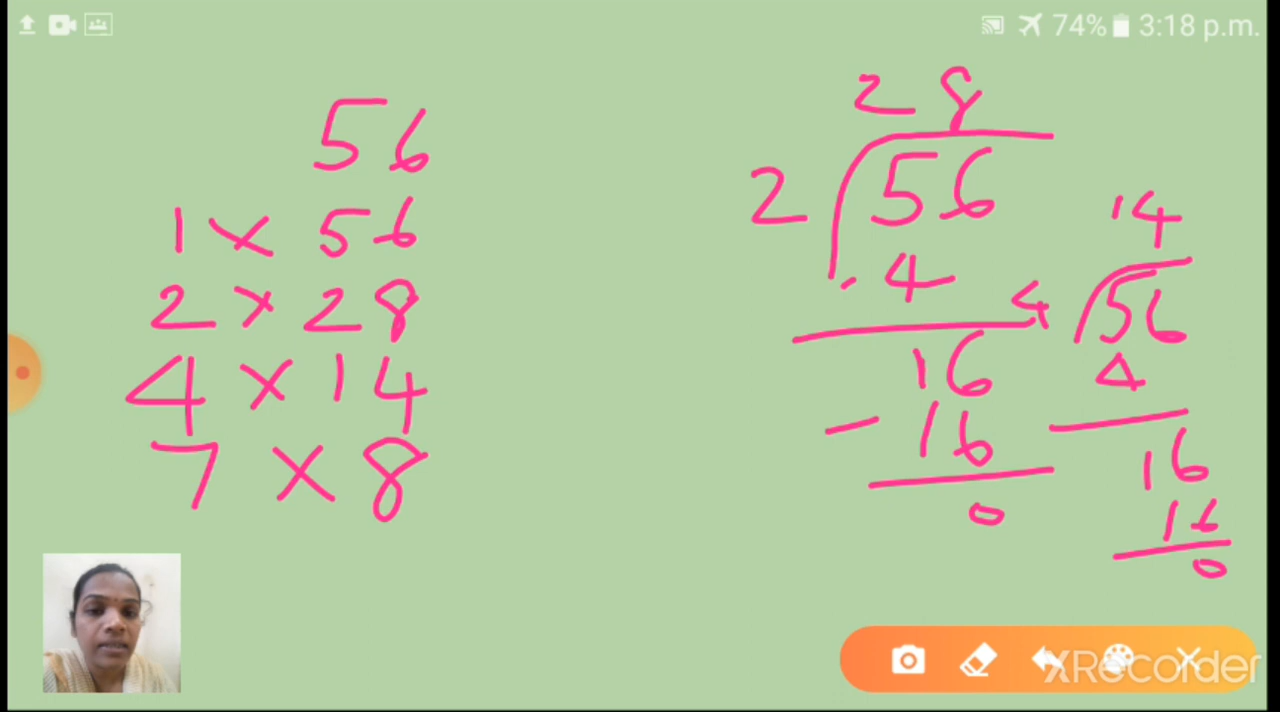 74% 3:18 p.m.
56
1 x 56
2 x 28
4 x 14
7 x 8
28
2 56
4
16
- 16
0
14
4 56
4
16
16
0
XRecorder